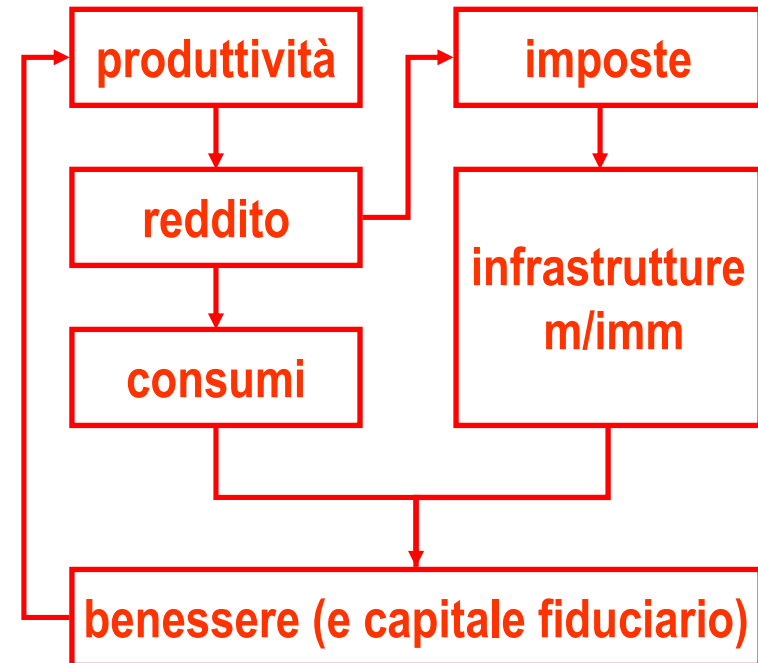 produttività
imposte
reddito
infrastrutture
m/imm
consumi
benessere (e capitale fiduciario)